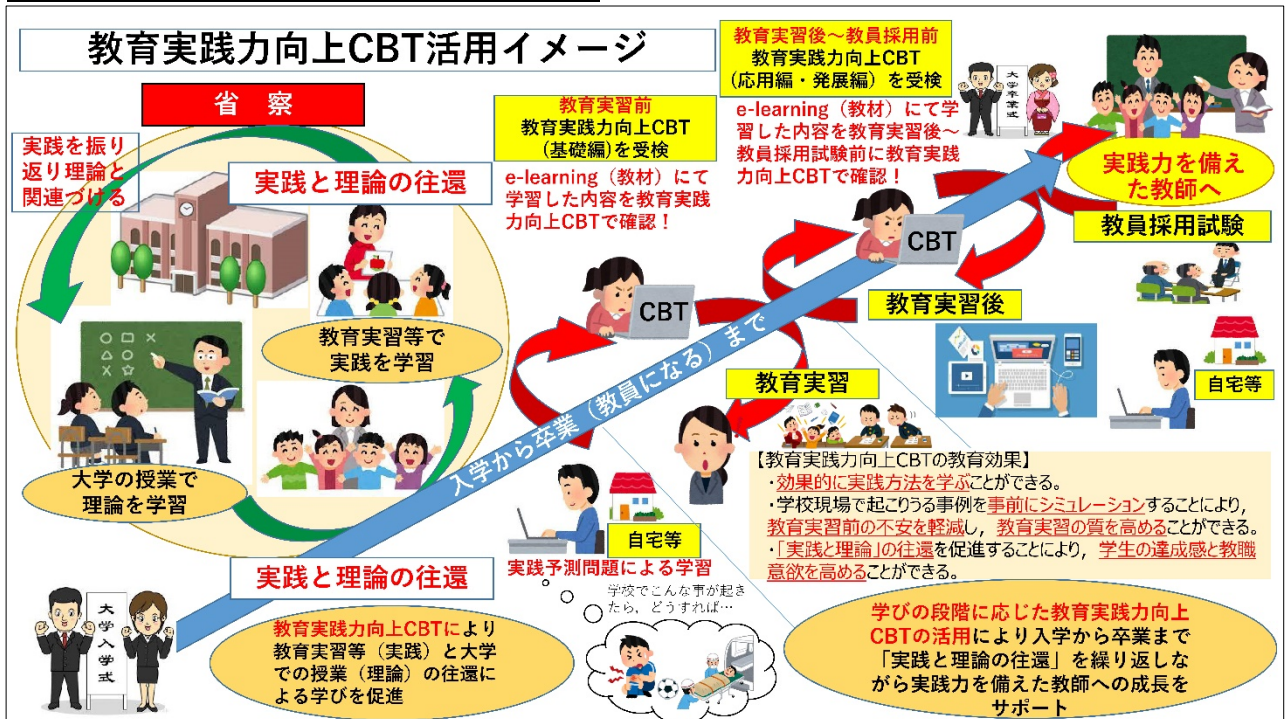 教育実践力向上CBT活用イメージ
省 察
実践を振り
返り理論と
関連づける
実践と理論の往還
教育実習等で
実践を学習
大学の授業で
理論を学習
実践と理論の往還
大学入学式
教育実践力向上CBTにより
教育実習等（実践）と大学
での授業（理論）の往還に
よる学びを促進
入学から卒業（教員になる）まで
教育実習前
教育実践力向上CBT
(基礎編)を受検
e-learning（教材）にて
学習した内容を教育実践
力向上CBTで確認！
CBT
自宅等
実践予測問題による学習
学校でこんな事が起き
たら、どうすれば…
教育実習
教育実習後～教員採用前
教育実践力向上CBT
（応用編・発展編）を受検
e-learning（教材）にて学
習した内容を教育実習後～
教員採用試験前に教育実践
力向上CBTで確認！
CBT
教育実習後
大学卒業式
実践力を備え
た教師へ
教員採用試験
自宅等
【教育実践力向上CBTの教育効果】
・効果的に実践方法を学ぶことができる。
・学校現場で起こりうる事例を事前にシミュレーションすることにより，
教育実習前の不安を軽減し，教育実習の質を高めることができる。
・「実践と理論」の往還を促進することにより，学生の達成感と教職
意欲を高めることができる。
学びの段階に応じた教育実践力向上
CBTの活用により入学から卒業まで
「実践と理論の往還」を繰り返しな
がら実践力を備えた教師への成長を
サポート